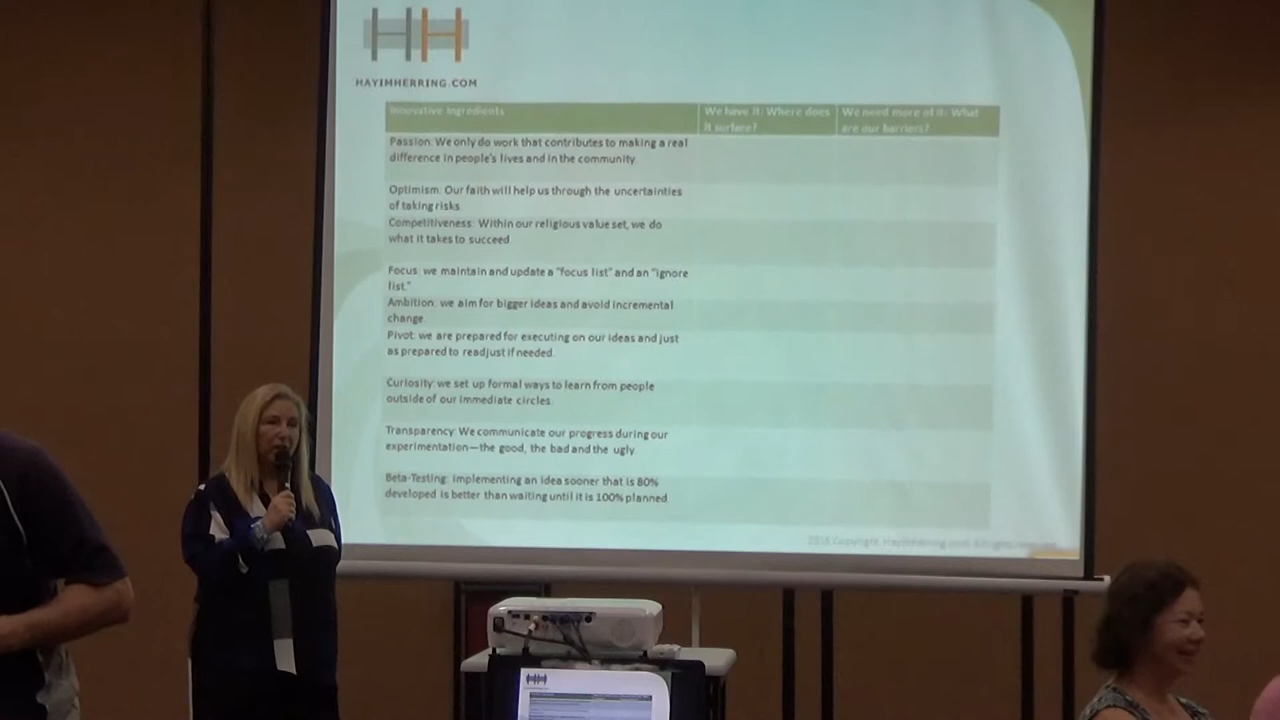 HH
HAYIMHERRING.COM
Innovative Ingredients
We have it: Where does
it surface?
We need more of it: What
are our barriers?
Passion: We only do work that contributes to making a real
difference in people's lives and in the community.
Optimism: Our faith will help us through the uncertainties
of taking risks.
Competitiveness: Within our religious value set, we do
what it takes to succeed.
Focus: we maintain and update a "focus list" and an "ignore
list."
Ambition: we aim for bigger ideas and avoid incremental
change.
Pivot: we are prepared for executing on our ideas and just
as prepared to readjust if needed.
Curiosity: we set up formal ways to learn from people
outside of our immediate circles.
Transparency: We communicate our progress during our
experimentation—the good, the bad and the ugly.
Beta-Testing: Implementing an idea sooner that is 80%
developed is better than waiting until it is 100% planned.
Copyright HayimHerring.com
HH